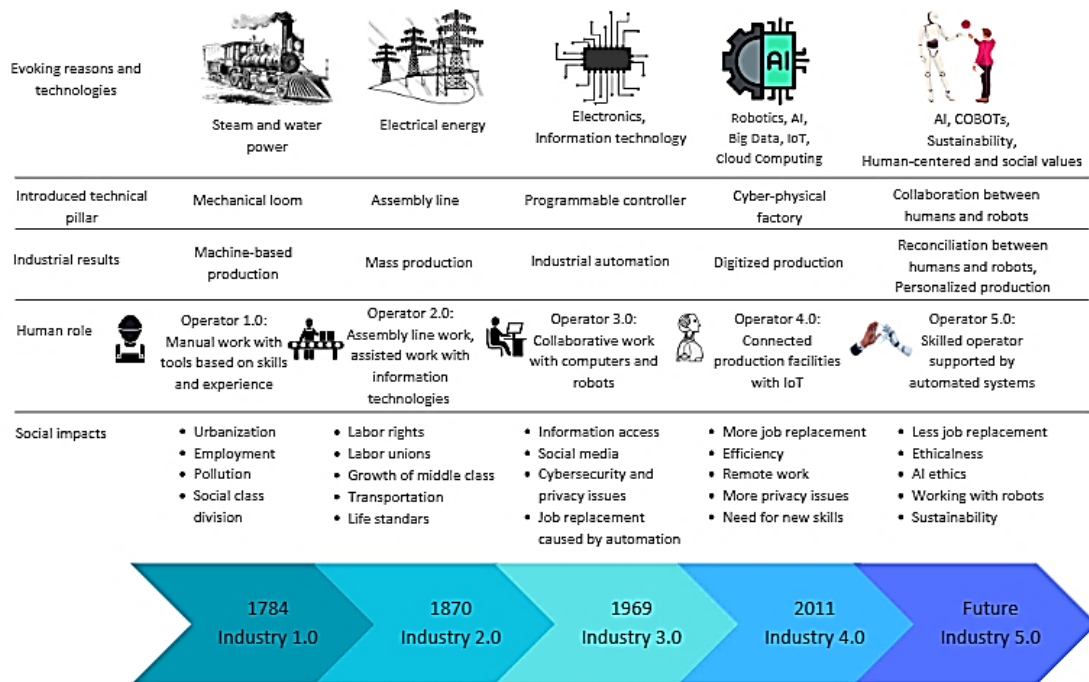 Evoking reasons and
technologies
Steam and water
power
Electrical energy
Electronics,
Information technology
AI
Robotics, AI,
Big Data, IoT,
Cloud Computing
AI, COBOTs,
Sustainability,
Human-centered and social values
Introduced technical
pillar
Mechanical loom
Assembly line
Programmable controller
Cyber-physical
factory
Collaboration between
humans and robots
Industrial results
Machine-based
production
Mass production
Industrial automation
Digitized production
Reconciliation between
humans and robots,
Personalized production
Human role
Operator 1.0:
Manual work with
tools based on skills
and experience
Operator 2.0:
Assembly line work,
assisted work with
information
technologies
Operator 3.0:
Collaborative work
with computers and
robots
Operator 4.0:
Connected
production facilities
with IoT
Operator 5.0:
Skilled operator
supported by
automated systems
Social impacts
• Urbanization
• Employment
• Pollution
• Social class
division
• Labor rights
• Labor unions
• Growth of middle class
• Transportation
• Life standars
• Information access
• Social media
• Cybersecurity and
privacy issues
• Job replacement
caused by automation
• More job replacement
• Efficiency
• Remote work
• More privacy issues
• Need for new skills
• Less job replacement
• Ethicalness
• AI ethics
• Working with robots
• Sustainability
1784
Industry 1.0
1870
Industry 2.0
1969
Industry 3.0
2011
Industry 4.0
Future
Industry 5.0